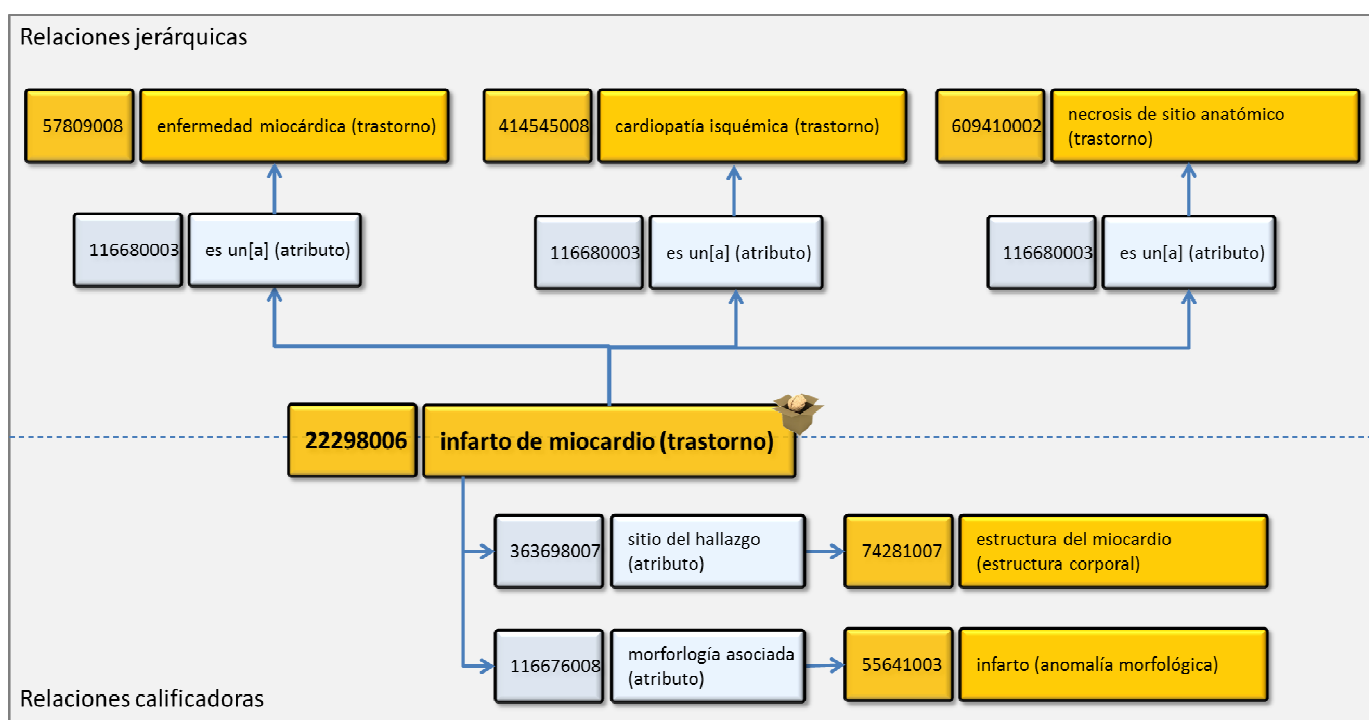 Relaciones jerárquicas
57809008
enfermedad miocárdica (trastorno)
414545008
cardiopatía isquémica (trastorno)
609410002
necrosis de sitio anatómico
(trastorno)
116680003
es un[a] (atributo)
116680003
es un[a] (atributo)
116680003
es un[a] (atributo)
22298006
infarto de miocardio (trastorno)
363698007
sitio del hallazgo
(atributo)
74281007
estructura del miocardio
(estructura corporal)
116676008
morforlogía asociada
(atributo)
55641003
infarto (anomalía morfológica)
Relaciones calificadoras